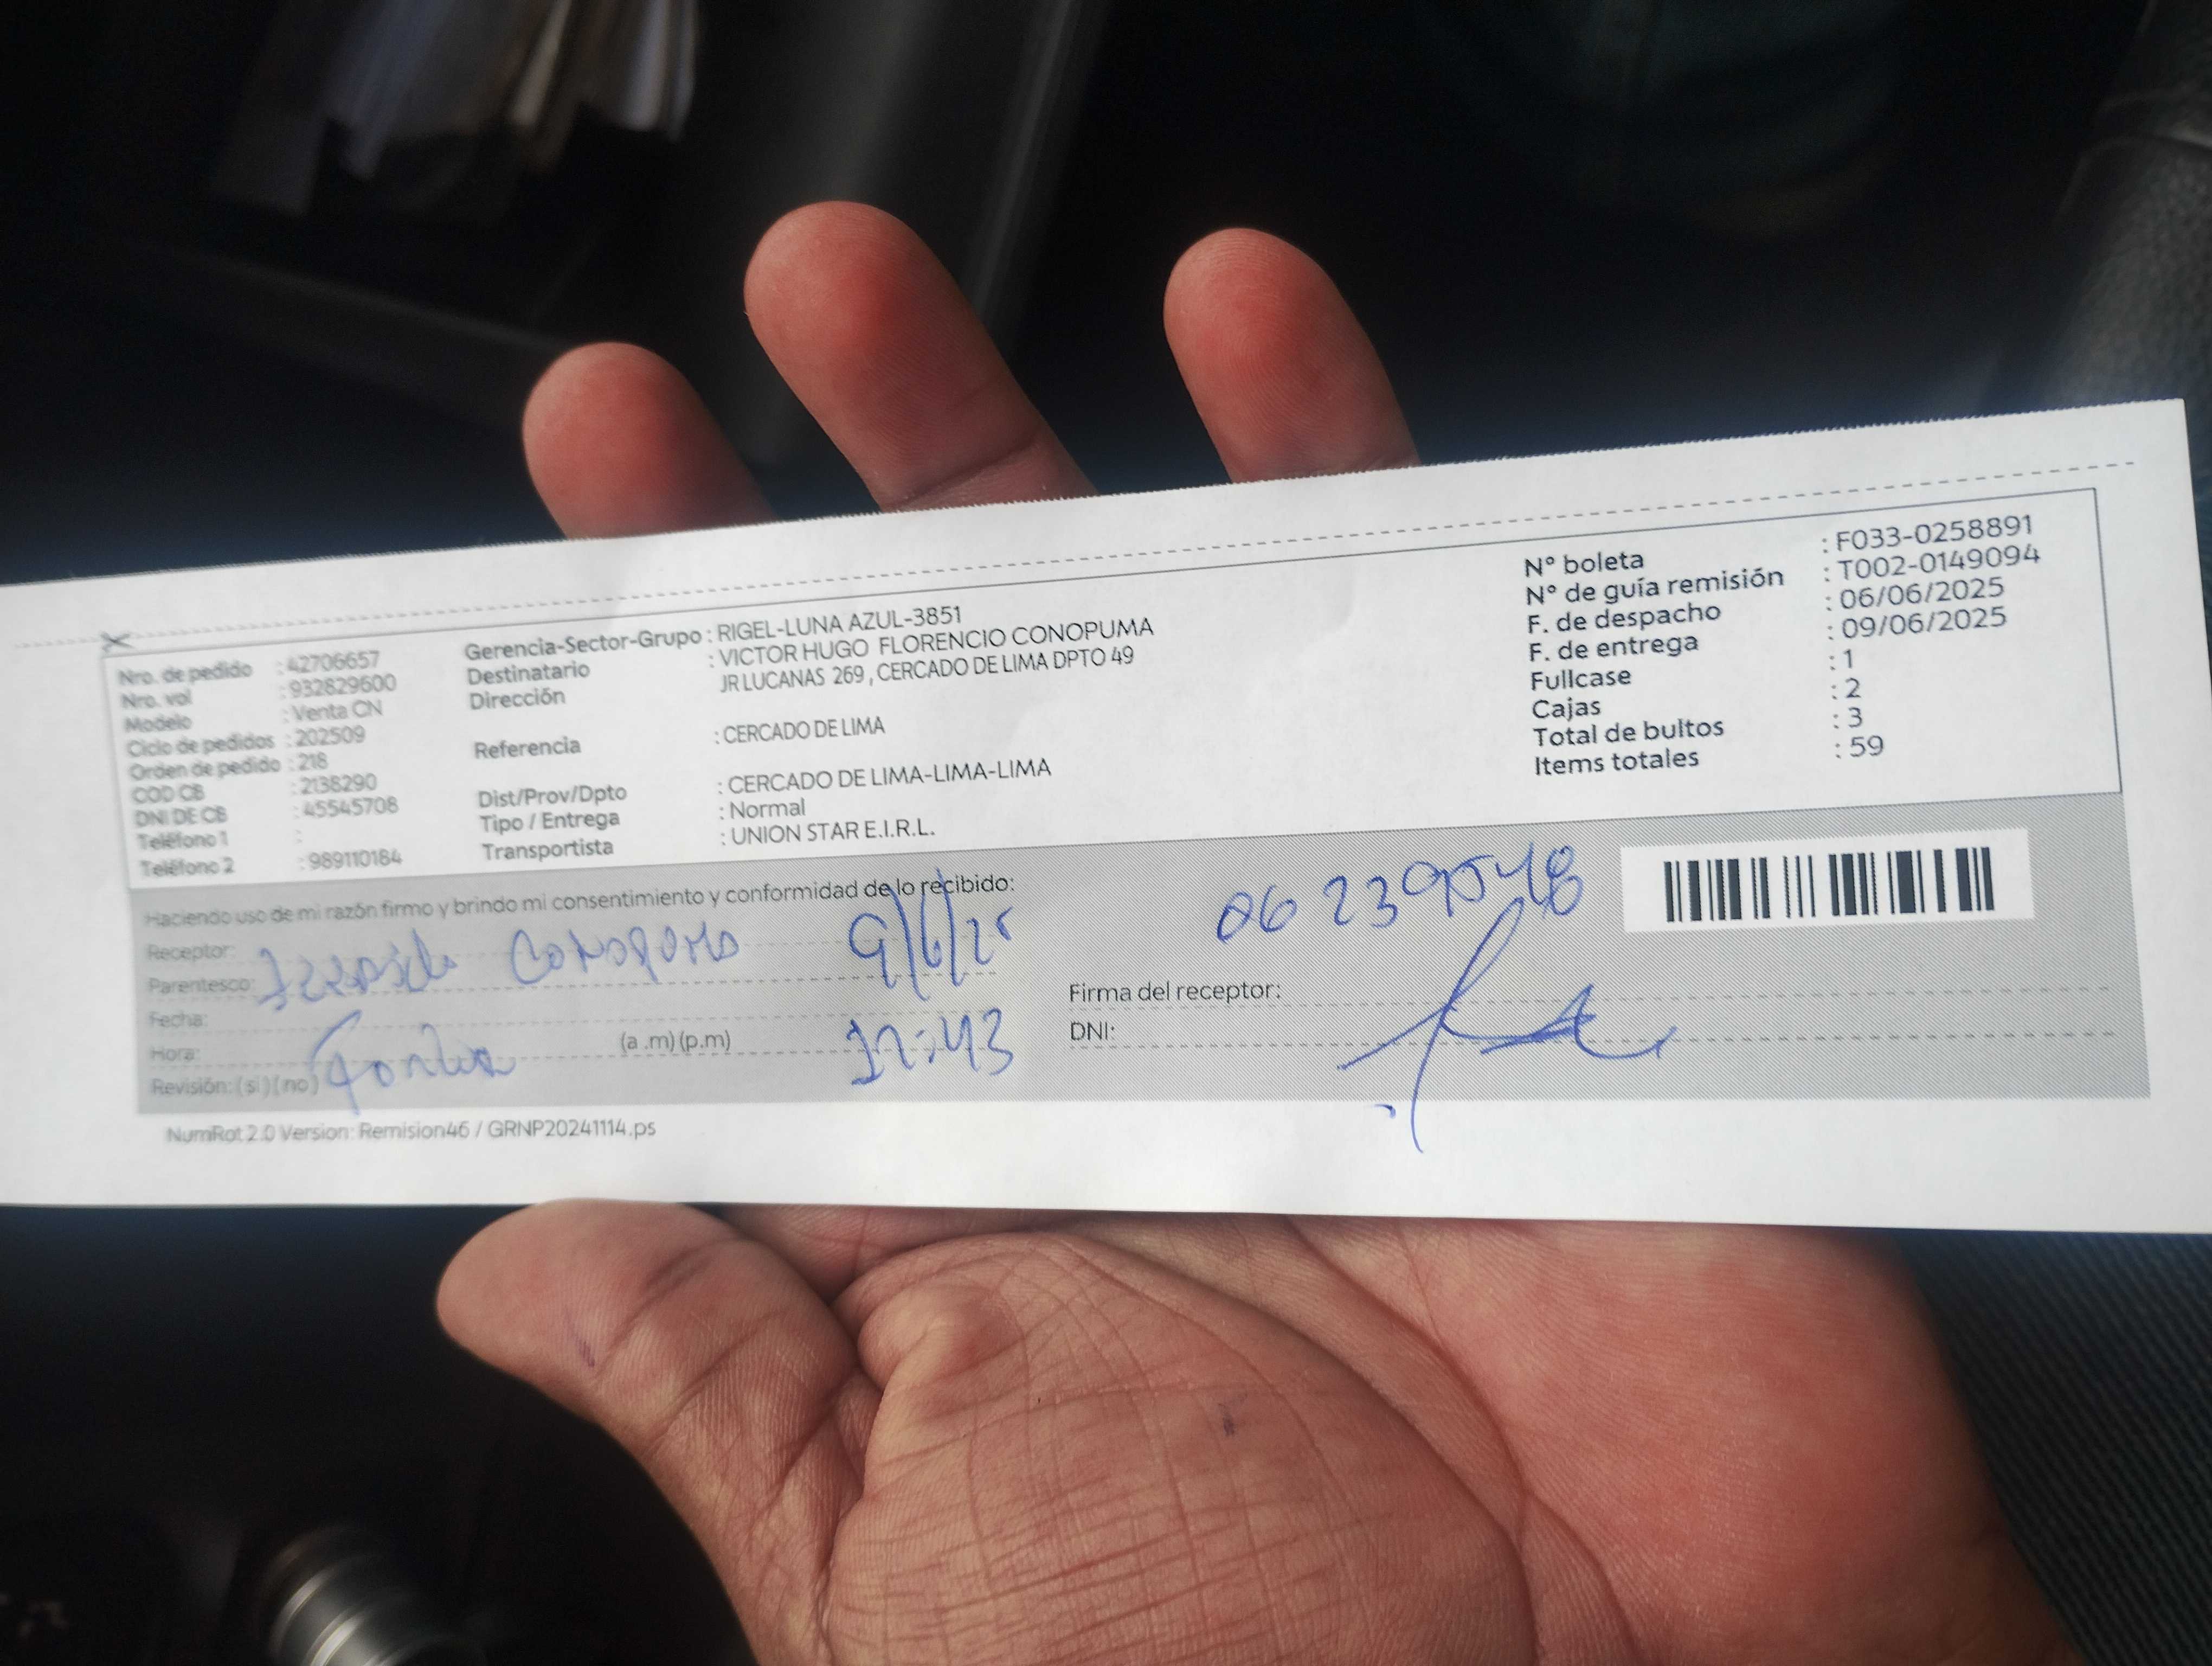 Nro. de pedido : 42706657
Nro. vol : 932829600
Modelo : Venta CN
Ciclo de pedidos : 202509
Orden de pedido : 218
COD CB : 2138290
DNI DE CB : 45545708
Teléfono 1 :
Teléfono 2 : 989110184
Gerencia-Sector-Grupo : RIGEL-LUNA AZUL-3851
Destinatario : VICTOR HUGO FLORENCIO CONOPUMA
Dirección JR LUCANAS 269 , CERCADO DE LIMA DPTO 49
Referencia : CERCADO DE LIMA
Dist/Prov/Dpto : CERCADO DE LIMA-LIMA-LIMA
Tipo / Entrega : Normal
Transportista : UNION STAR E.I.R.L.
N° boleta : F033-0258891
N° de guía remisión : T002-0149094
F. de despacho : 06/06/2025
F. de entrega : 09/06/2025
Fullcase : 1
Cajas : 2
Total de bultos : 3
Items totales : 59
Haciendo uso de mi razón firmo y brindo mi consentimiento y conformidad de lo recibido:
Receptor: Conopuma 9/6/25
Parentesco:
Fecha:
Hora: (a .m) (p.m) 12:43
Revisión: ( si ) ( no )
Firma del receptor:
DNI:
NumRot 2.0 Version: Remision46 / GRNP20241114.ps